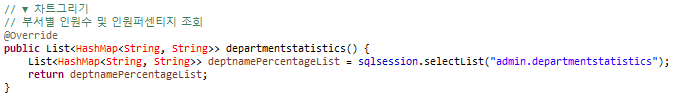 // ▼ 차트그리기
// 부서별 인원수 및 인원퍼센티지 조회
@Override
public List<HashMap<String, String>> departmentstatistics() {
    List<HashMap<String, String>> deptnamePercentageList = sqlsession.selectList("admin.departmentstatistics");
    return deptnamePercentageList;
}